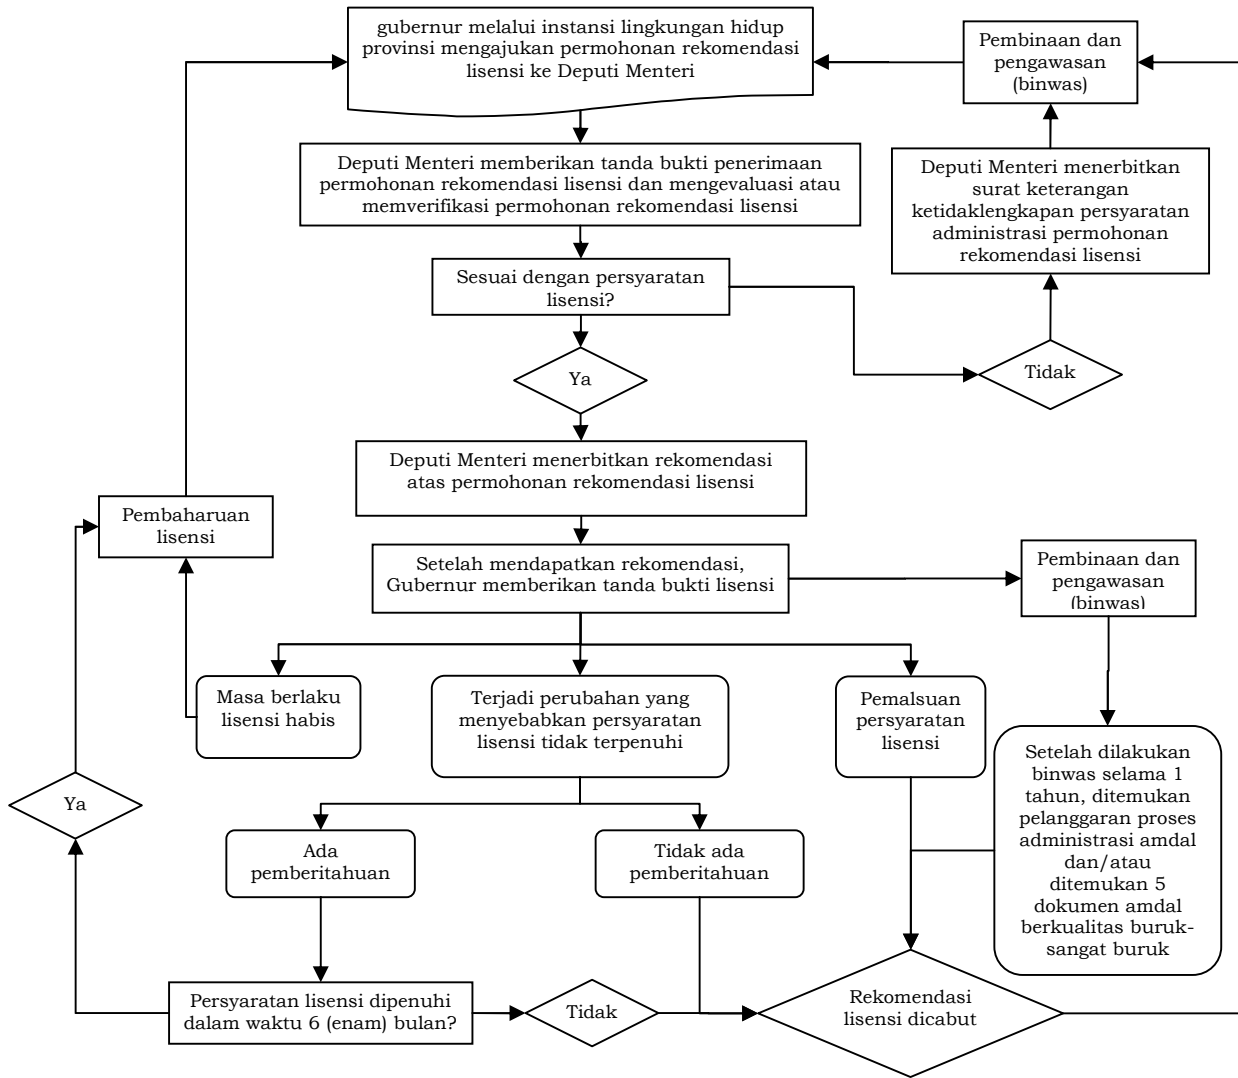 gubernur melalui instansi lingkungan hidup
provinsi mengajukan permohonan rekomendasi
lisensi ke Deputi Menteri
Pembinaan dan
pengawasan
(binwas)
Deputi Menteri memberikan tanda bukti penerimaan
permohonan rekomendasi lisensi dan mengevaluasi atau
memverifikasi permohonan rekomendasi lisensi
Deputi Menteri menerbitkan
surat keterangan
ketidaklengkapan persyaratan
administrasi permohonan
rekomendasi lisensi
Sesuai dengan persyaratan
lisensi?
Ya
Tidak
Deputi Menteri menerbitkan rekomendasi
atas permohonan rekomendasi lisensi
Pembaharuan
lisensi
Setelah mendapatkan rekomendasi,
Gubernur memberikan tanda bukti lisensi
Pembinaan dan
pengawasan
(binwas)
Masa berlaku
lisensi habis
Terjadi perubahan yang
menyebabkan persyaratan
lisensi tidak terpenuhi
Pemalsuan
persyaratan
lisensi
Setelah dilakukan
binwas selama 1
tahun, ditemukan
pelanggaran proses
administrasi amdal
dan/atau
ditemukan 5
dokumen amdal
berkualitas buruk-
sangat buruk
Ya
Ada
pemberitahuan
Tidak ada
pemberitahuan
Persyaratan lisensi dipenuhi
dalam waktu 6 (enam) bulan?
Tidak
Rekomendasi
lisensi dicabut